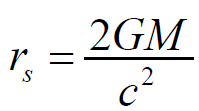 r_s = 2GM/c^2